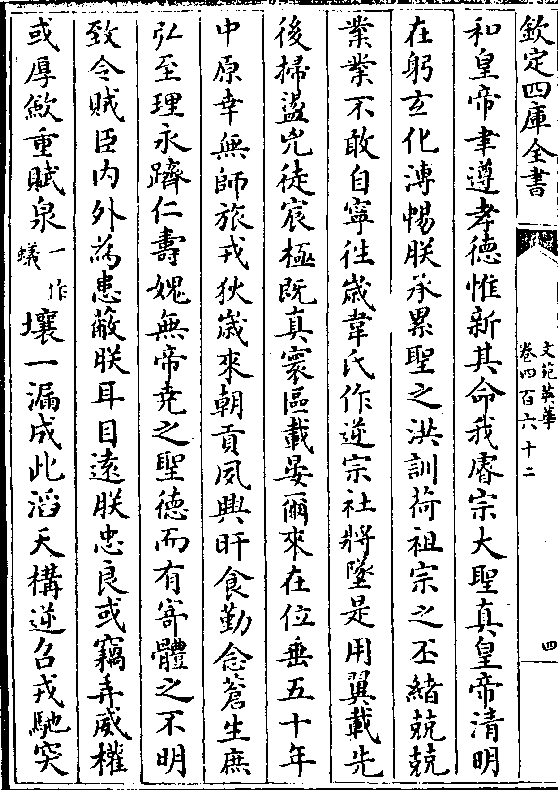 欽定四庫全書
文苑英華
卷四百六十二
四
和皇帝聿遵孝德惟新其命我睿宗大聖真皇帝清明
在躬玄化溥暢朕承累聖之洪訓荷祖宗之丕緒兢兢
業業不敢自寧徃嵗韋氏作逆宗社將墜是用翼載先
後掃盪兇徒宸極既真寰區載晏爾來在位垂五十年
中原幸無師旅戎狄嵗來朝貢夙興旰食勤念蒼生庶
弘至理永躋仁壽媿無帝堯之聖德而有寄體之不明
致令賊臣内外為患蔽朕耳目遠朕忠良或竊弄威權
或厚斂重賦泉一作蟻壤一漏成此滔天構逆召戎馳突